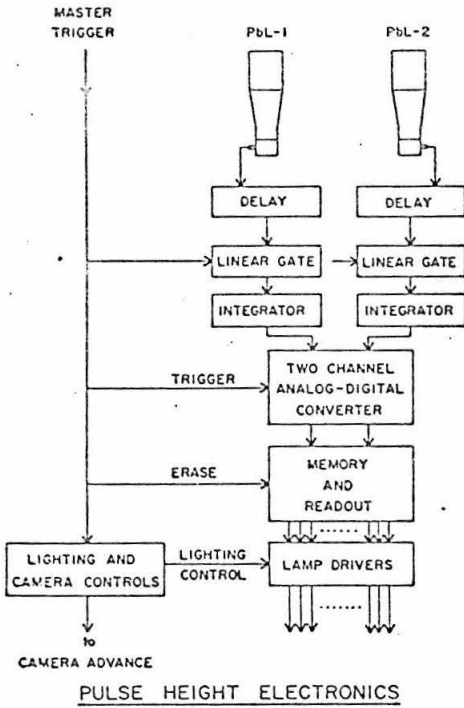 MASTER
TRIGGER
PbL-1
PbL-2
DELAY
DELAY
LINEAR GATE
LINEAR GATE
INTEGRATOR
INTEGRATOR
TWO CHANNEL
ANALOG-DIGITAL
CONVERTER
TRIGGER
MEMORY
AND
READOUT
ERASE
LIGHTING AND
CAMERA CONTROLS
LIGHTING
CONTROL
LAMP DRIVERS
to
CAMERA ADVANCE
PULSE HEIGHT ELECTRONICS